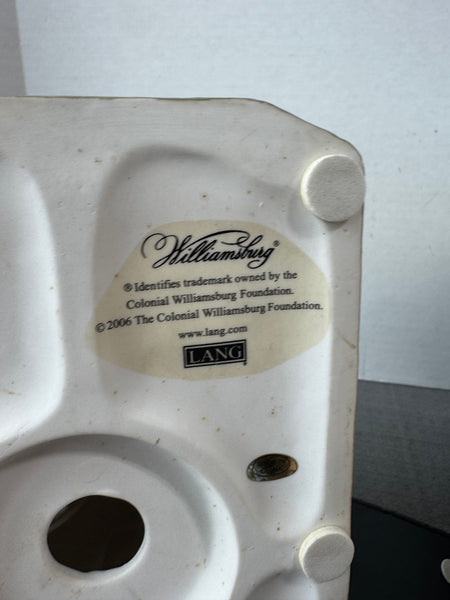 Williamsburg®
® Identifies trademark owned by the
Colonial Williamsburg Foundation.
© 2006 The Colonial Williamsburg Foundation.
www.lang.com
LANG